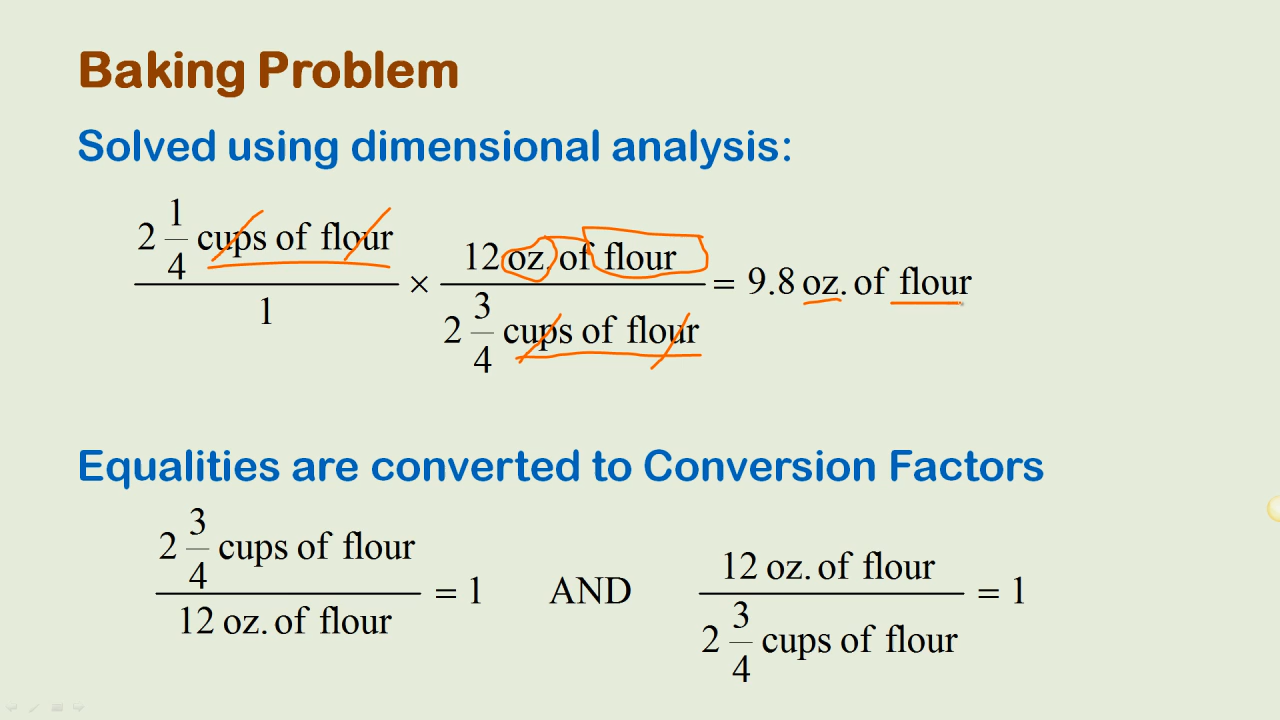 Baking Problem
Solved using dimensional analysis:
2 1/4 cups of flour / 1 × 12 oz. of flour / 2 3/4 cups of flour = 9.8 oz. of flour
Equalities are converted to Conversion Factors
2 3/4 cups of flour / 12 oz. of flour = 1 AND 12 oz. of flour / 2 3/4 cups of flour = 1